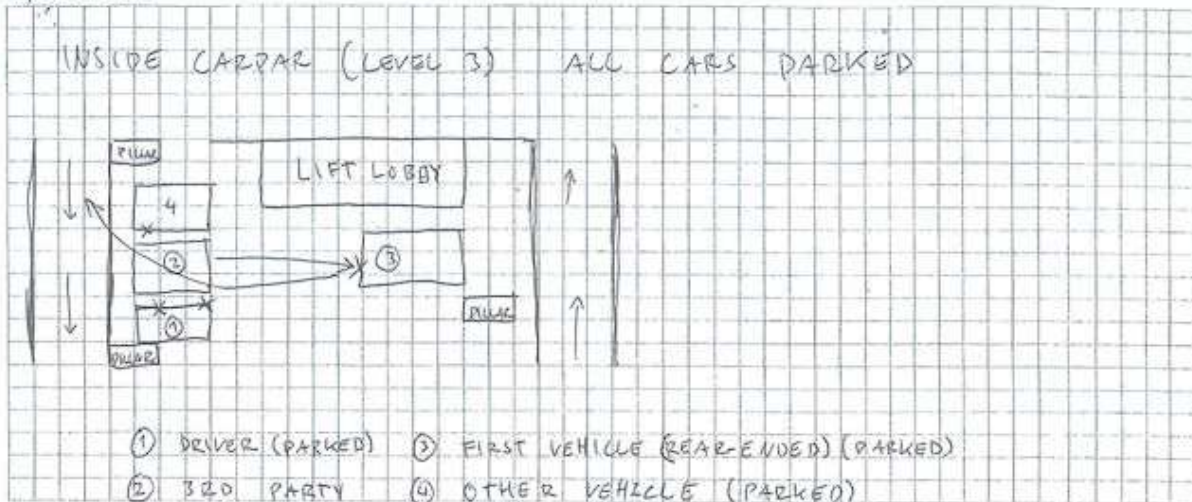 INSIDE CARPAR (LEVEL 3) ALL CARS PARKED
PILLAR
LIFT LOBBY
4
②
③
PILLAR
①
PILLAR
① DRIVER (PARKED) ③ FIRST VEHICLE (REAR-ENDED) (PARKED)
② 3RD PARTY ④ OTHER VEHICLE (PARKED)